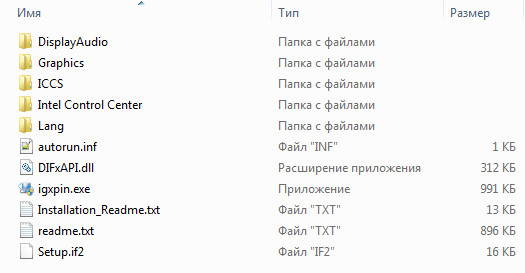 Имя Тип Размер
DisplayAudio Папка с файлами
Graphics Папка с файлами
ICCS Папка с файлами
Intel Control Center Папка с файлами
Lang Папка с файлами
autorun.inf Файл "INF" 1 КБ
DIFxAPI.dll Расширение приложения 312 КБ
igxpin.exe Приложение 991 КБ
Installation_Readme.txt Файл "TXT" 13 КБ
readme.txt Файл "TXT" 896 КБ
Setup.if2 Файл "IF2" 16 КБ